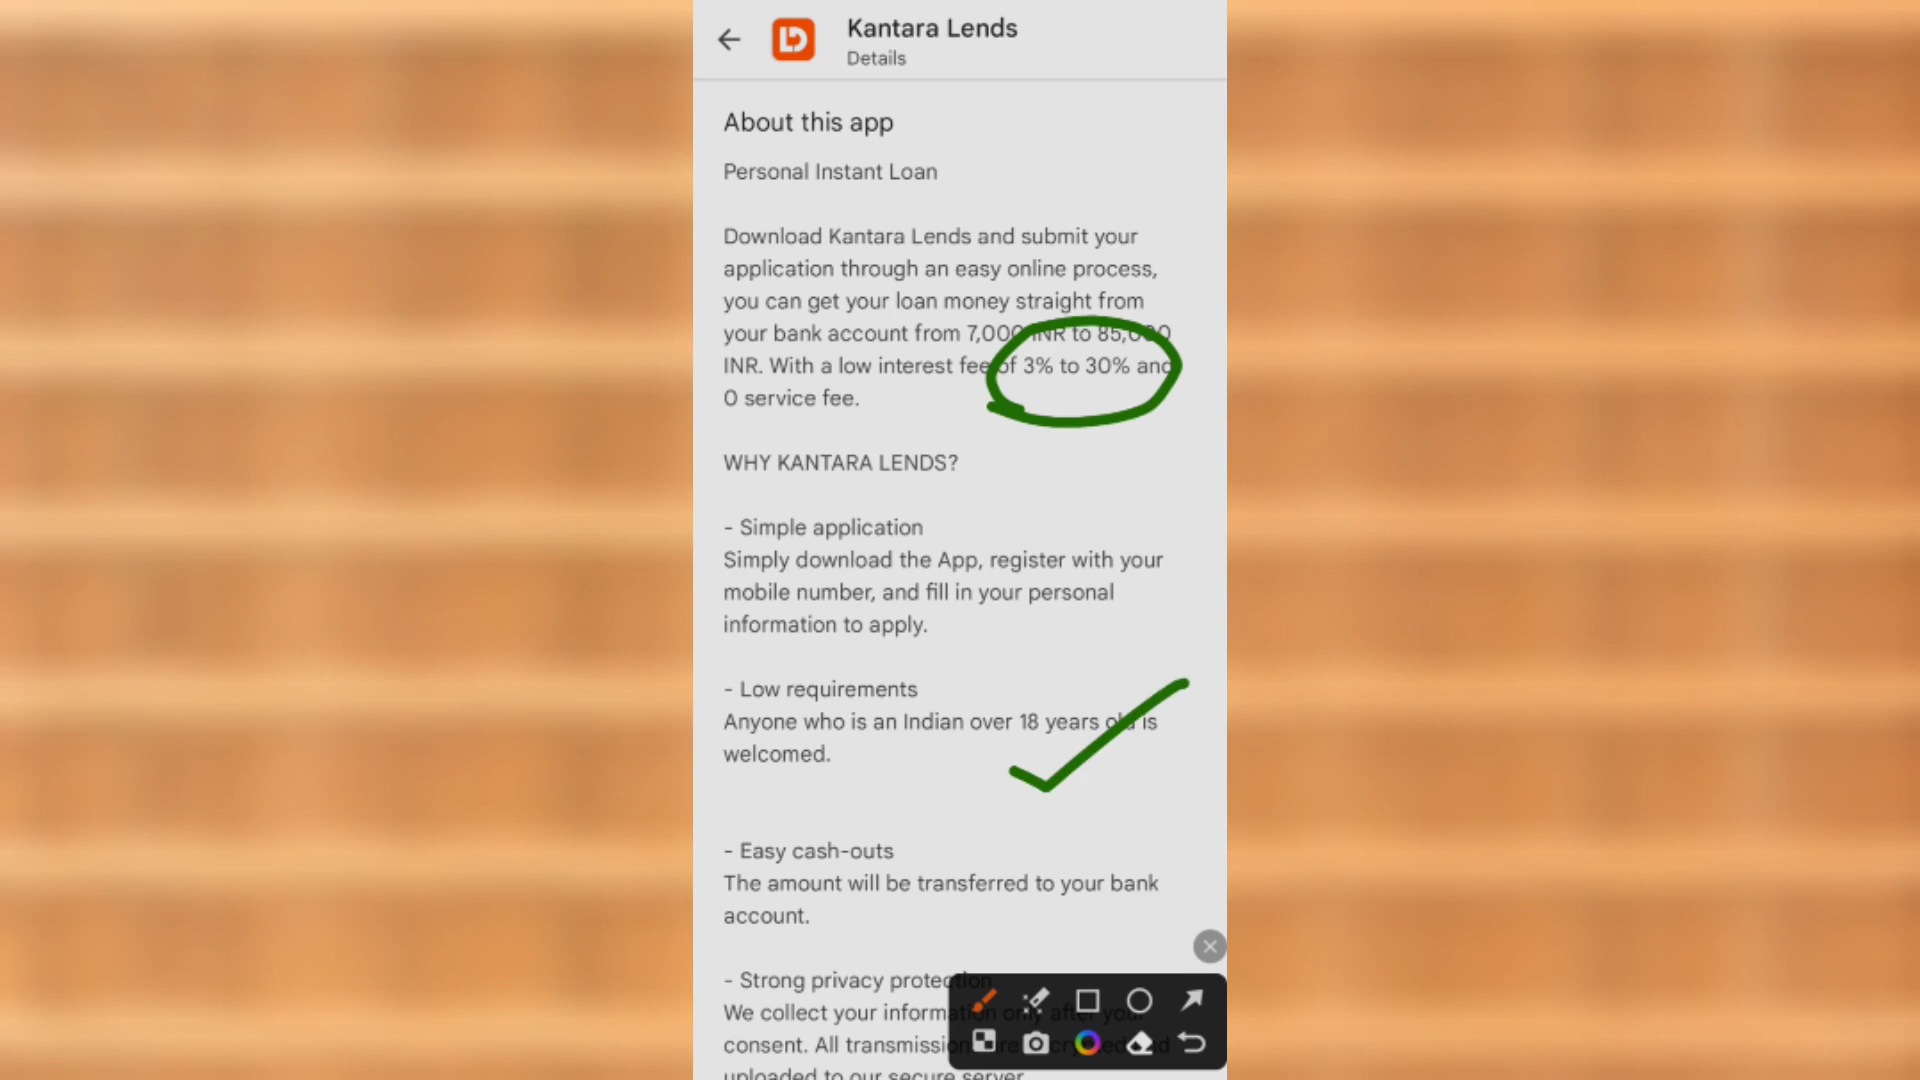 Kantara Lends
Details
About this app
Personal Instant Loan
Download Kantara Lends and submit your
application through an easy online process,
you can get your loan money straight from
your bank account from 7,000 INR to 85,000
INR. With a low interest fee of 3% to 30% and
0 service fee.
WHY KANTARA LENDS?
- Simple application
Simply download the App, register with your
mobile number, and fill in your personal
information to apply.
- Low requirements
Anyone who is an Indian over 18 years old is
welcomed.
- Easy cash-outs
The amount will be transferred to your bank
account.
- Strong privacy protection
We collect your information only after your
consent. All transmission are encrypted and
uploaded to our secure server.